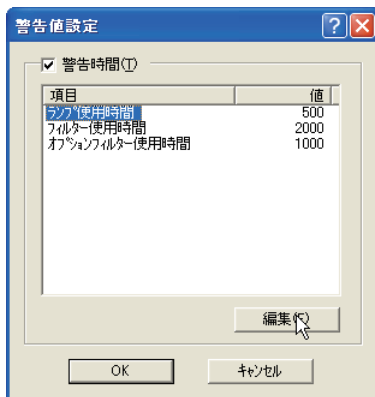 警告値設定
警告時間(T)
項目 値
ﾗﾝﾌﾟ使用時間 500
ﾌｨﾙﾀｰ使用時間 2000
ｵﾌﾟｼｮﾝﾌｨﾙﾀｰ使用時間 1000
編集(E)
OK ｷｬﾝｾﾙ